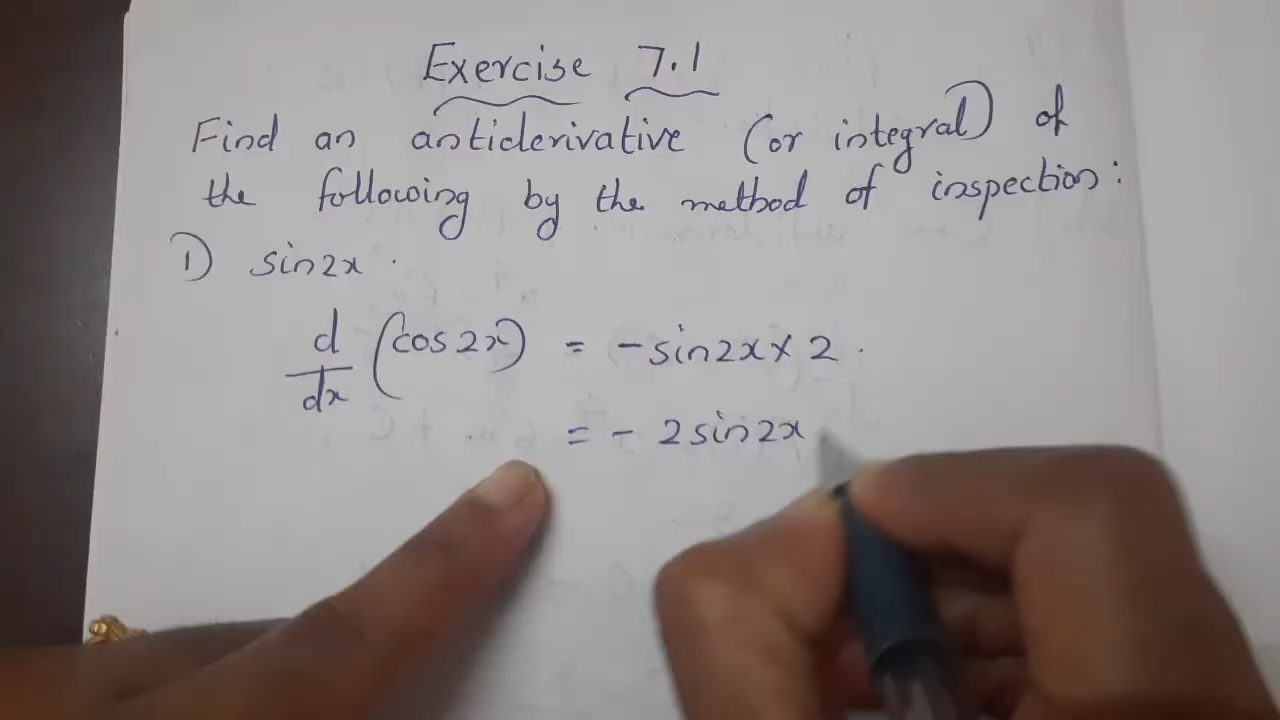 Exercise 7.1
Find an antiderivative (or integral) of
the following by the method of inspection:
1) sin2x.
d/dx (cos 2x) = -sin2x × 2.
= - 2sin2x